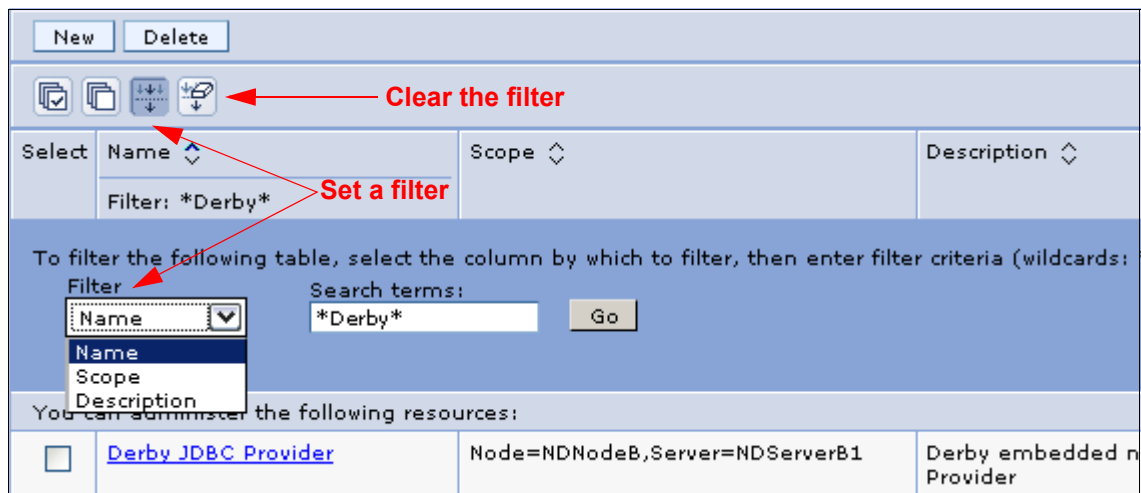 New Delete
Clear the filter
Select Name Scope Description
Filter: *Derby*
Set a filter
To filter the following table, select the column by which to filter, then enter filter criteria (wildcards:
Filter Search terms:
Name *Derby* Go
Name
Scope
Description
You can administer the following resources:
Derby JDBC Provider Node=NDNodeB,Server=NDServerB1 Derby embedded n
Provider